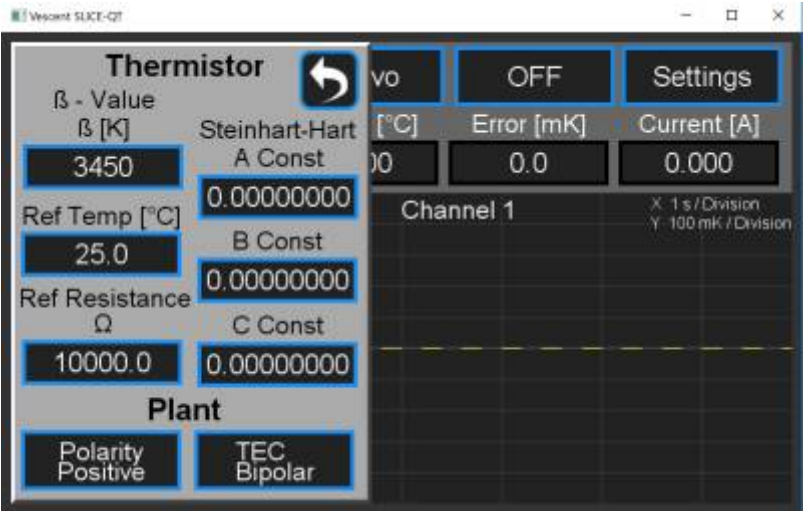 Vescent SLICE-QT
Thermistor
ß - Value
ß [K]
3450
Ref Temp [°C]
25.0
Ref Resistance
Ω
10000.0
Steinhart-Hart
A Const
0.00000000
B Const
0.00000000
C Const
0.00000000
Plant
Polarity
Positive
TEC
Bipolar
vo
OFF
Settings
[°C]
Error [mK]
Current [A]
00
0.0
0.000
Channel 1
X 1 s / Division
Y 100 mK / Division